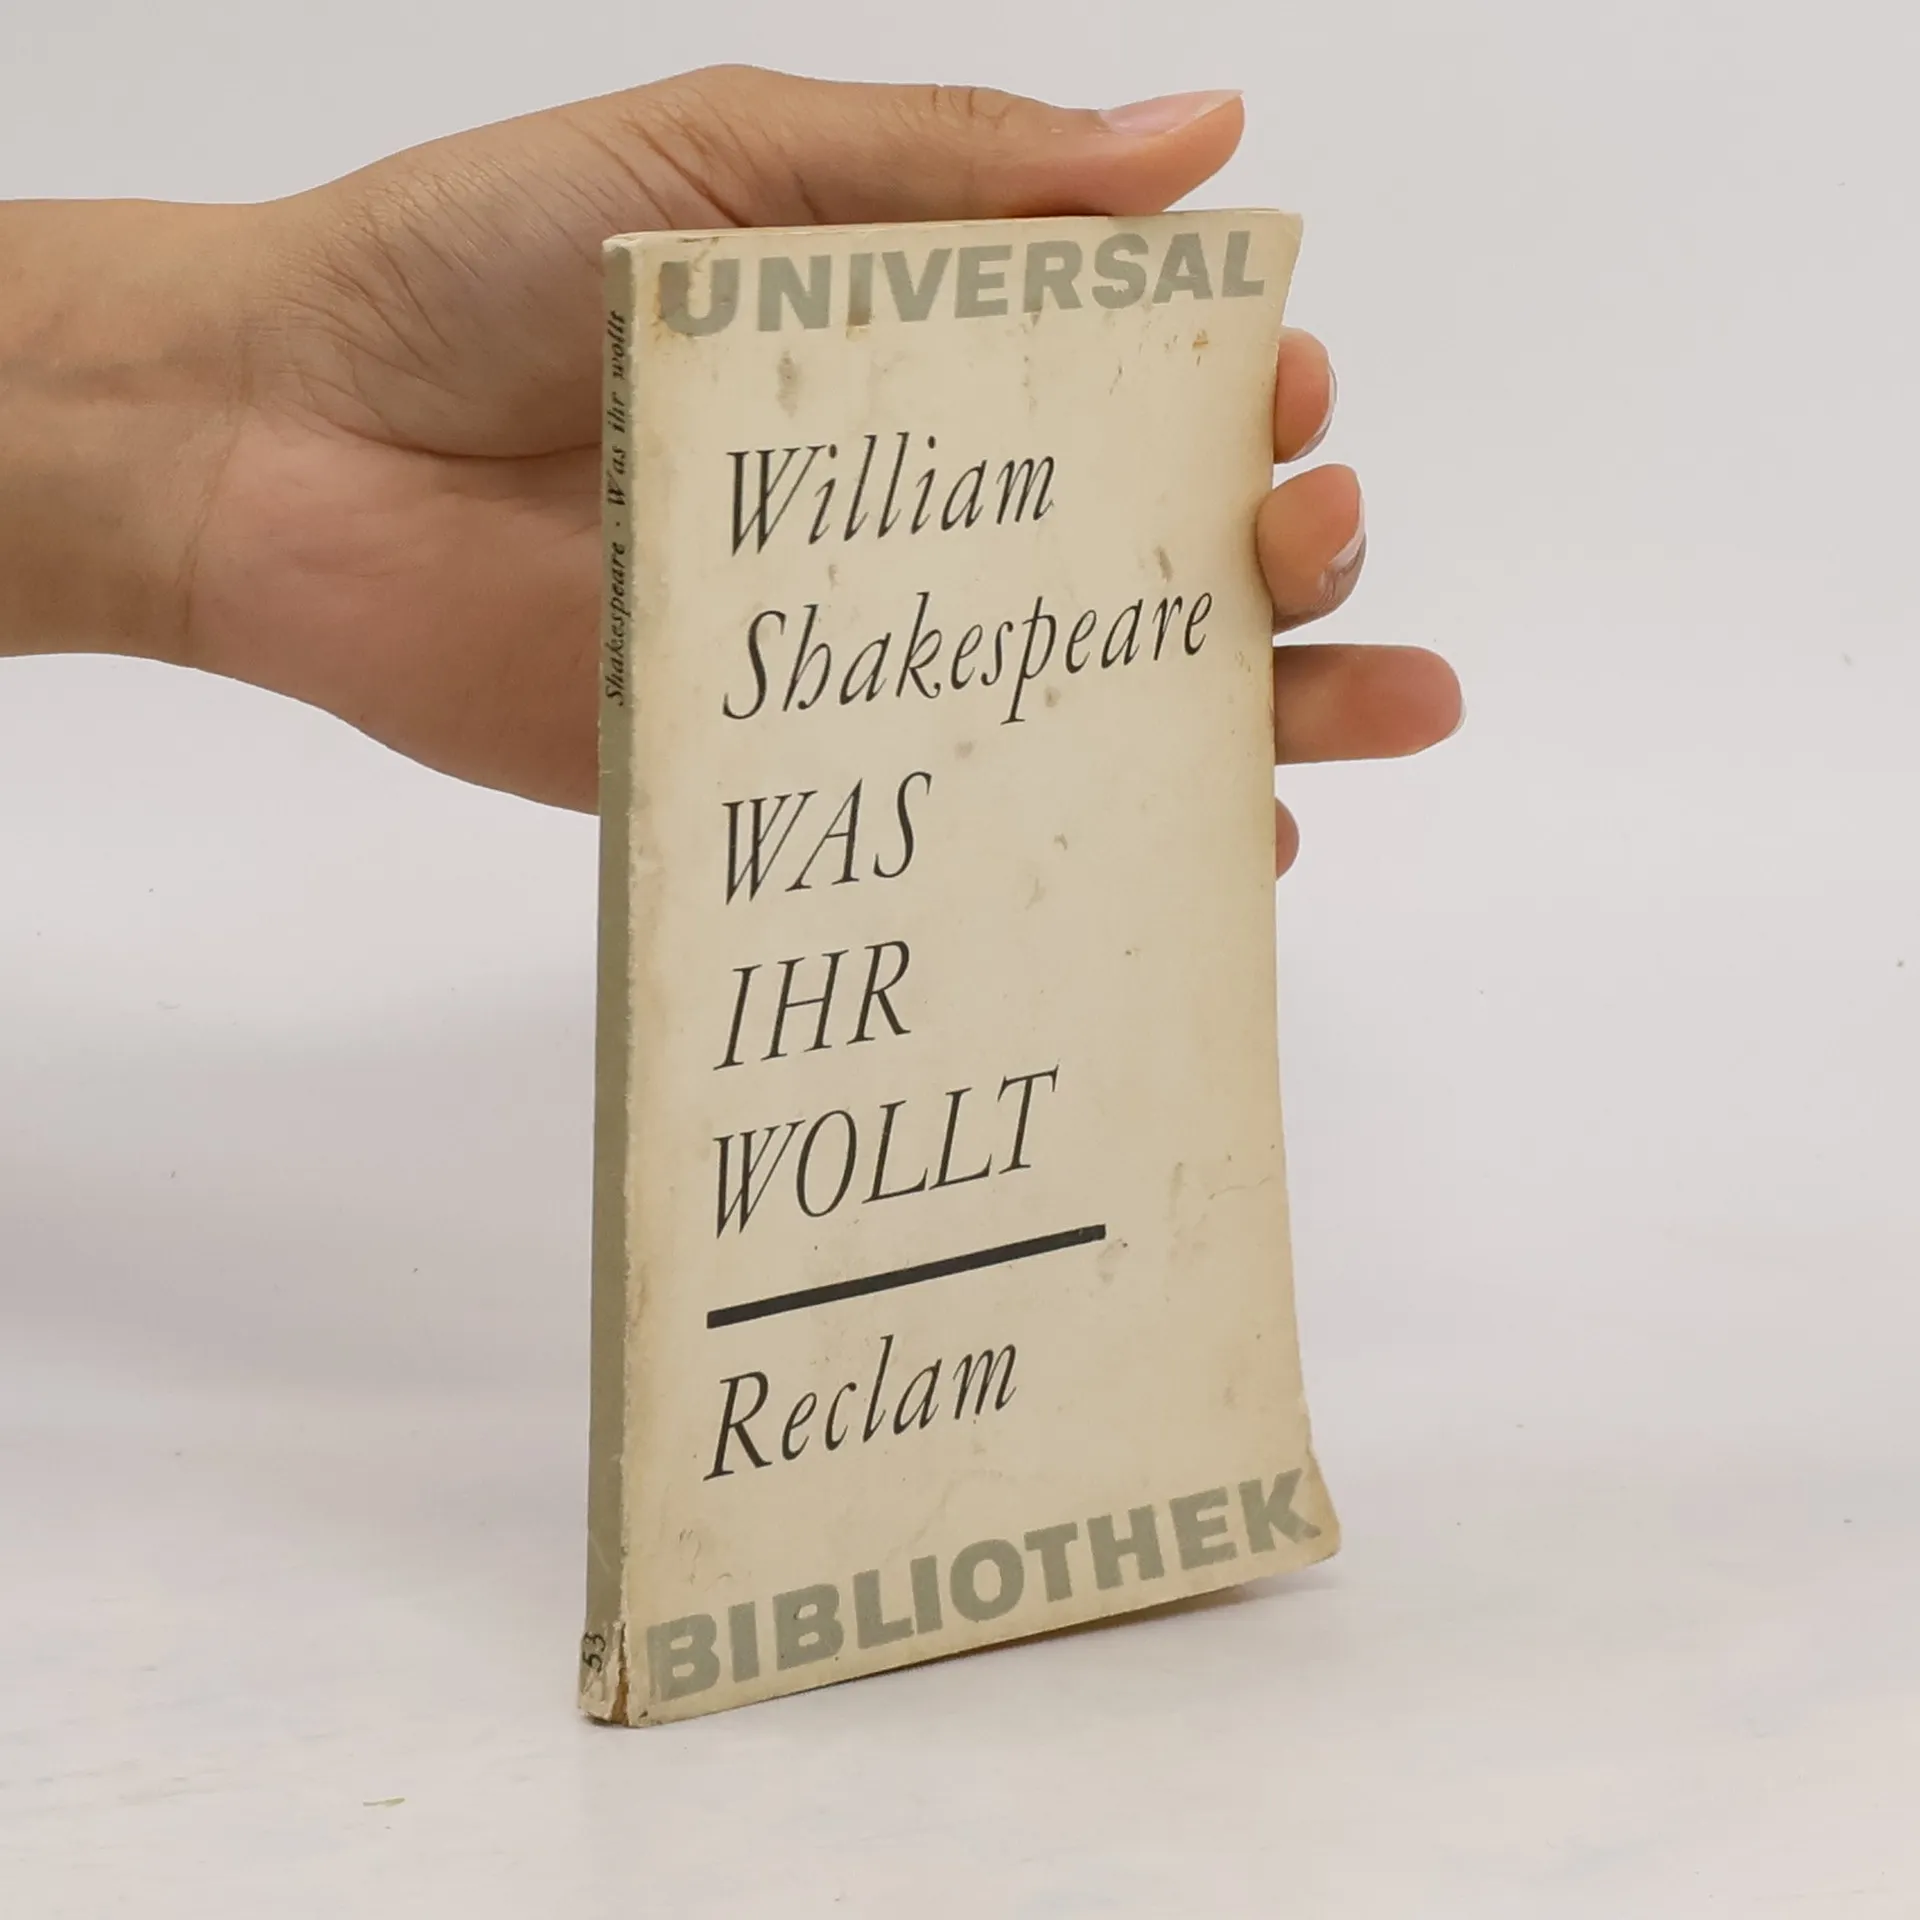 UNIVERSAL
William
Shakespeare
WAS
IHR
WOLLT
Reclam
BIBLIOTHEK
Shakespeare · Was ihr wollt
53